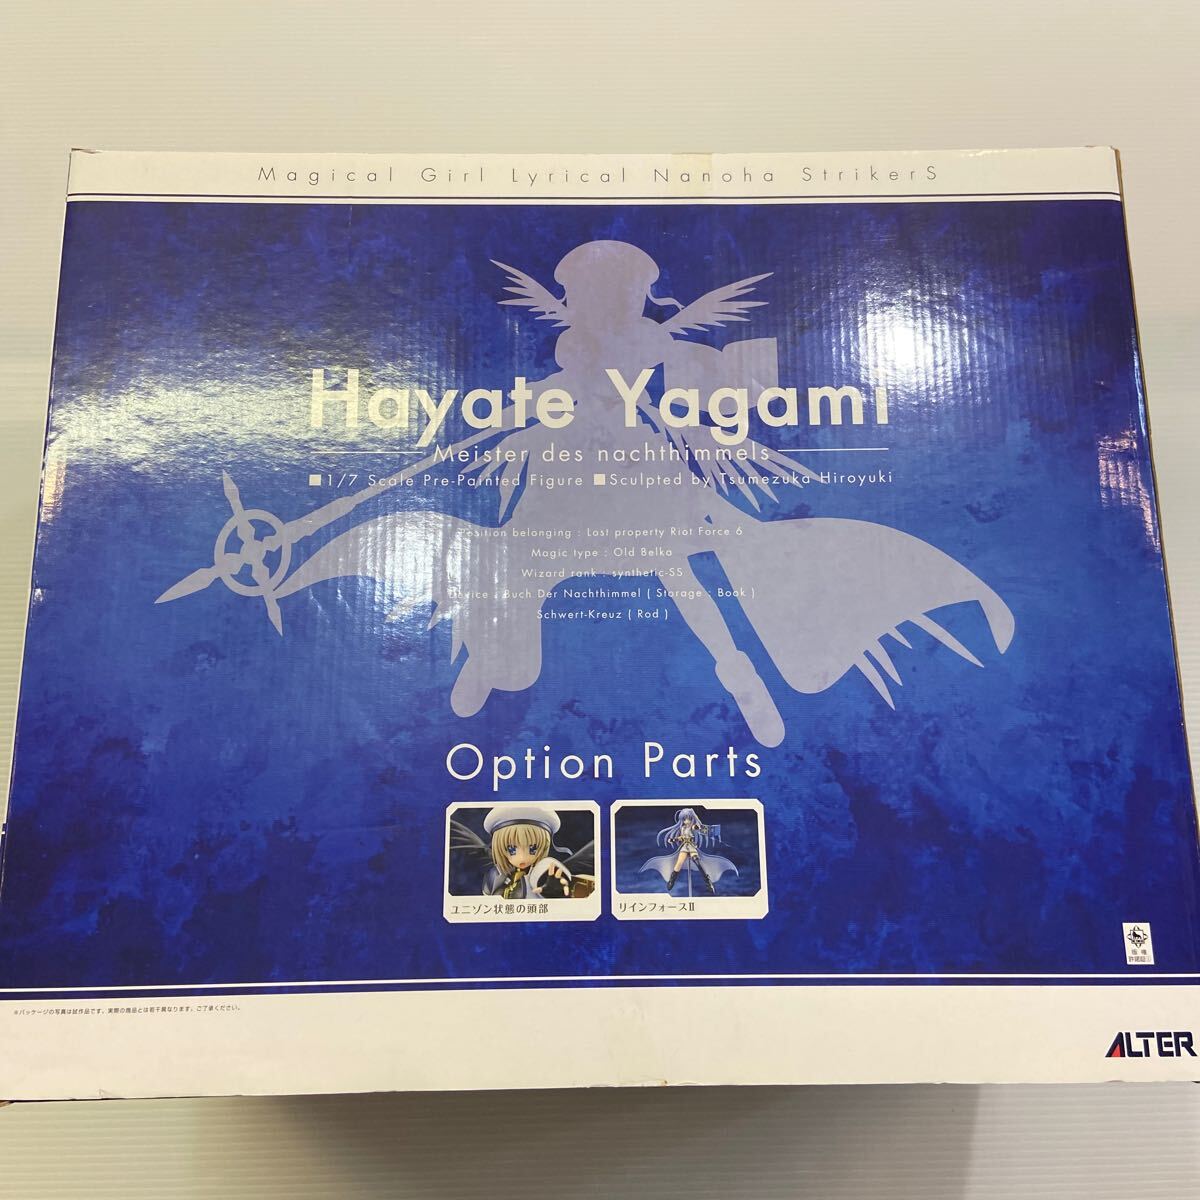 Magical Girl Lyrical Nanoha StrikerS
Hayate Yagami
Meister des nachthimmels
■1/7 Scale Pre-Painted Figure ■Sculpted by Tsumezuka Hiroyuki
Position belonging : Lost property Riot Force 6
Magic type : Old Belka
Wizard rank : synthetic-SS
Device : Buch Der Nachthimmel ( Storage : Book )
Schwert-Kreuz ( Rod )
Option Parts
ユニゾン状態の頭部
リインフォースⅡ
版権
許諾証
※パッケージの写真は試作品です。実際の商品とは若干異なります。ご了承ください。
ALTER